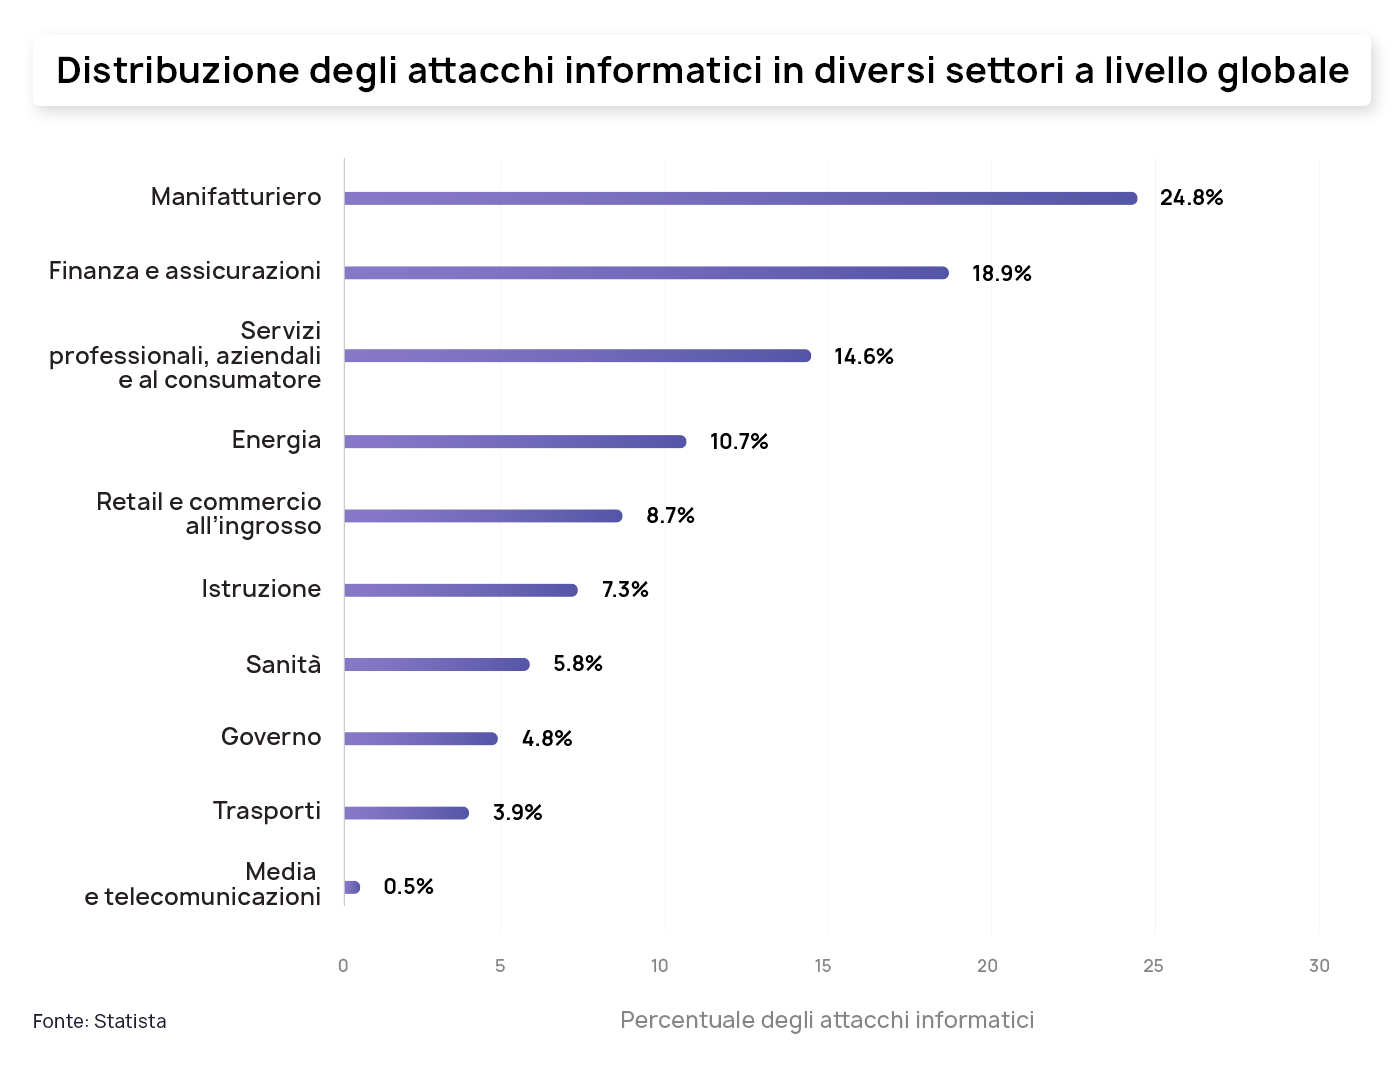 Distribuzione degli attacchi informatici in diversi settori a livello globale
Manifatturiero
24.8%
Finanza e assicurazioni
18.9%
Servizi
professionali, aziendali
e al consumatore
14.6%
Energia
10.7%
Retail e commercio
all’ingrosso
8.7%
Istruzione
7.3%
Sanità
5.8%
Governo
4.8%
Trasporti
3.9%
Media
e telecomunicazioni
0.5%
0 5 10 15 20 25 30
Percentuale degli attacchi informatici
Fonte: Statista